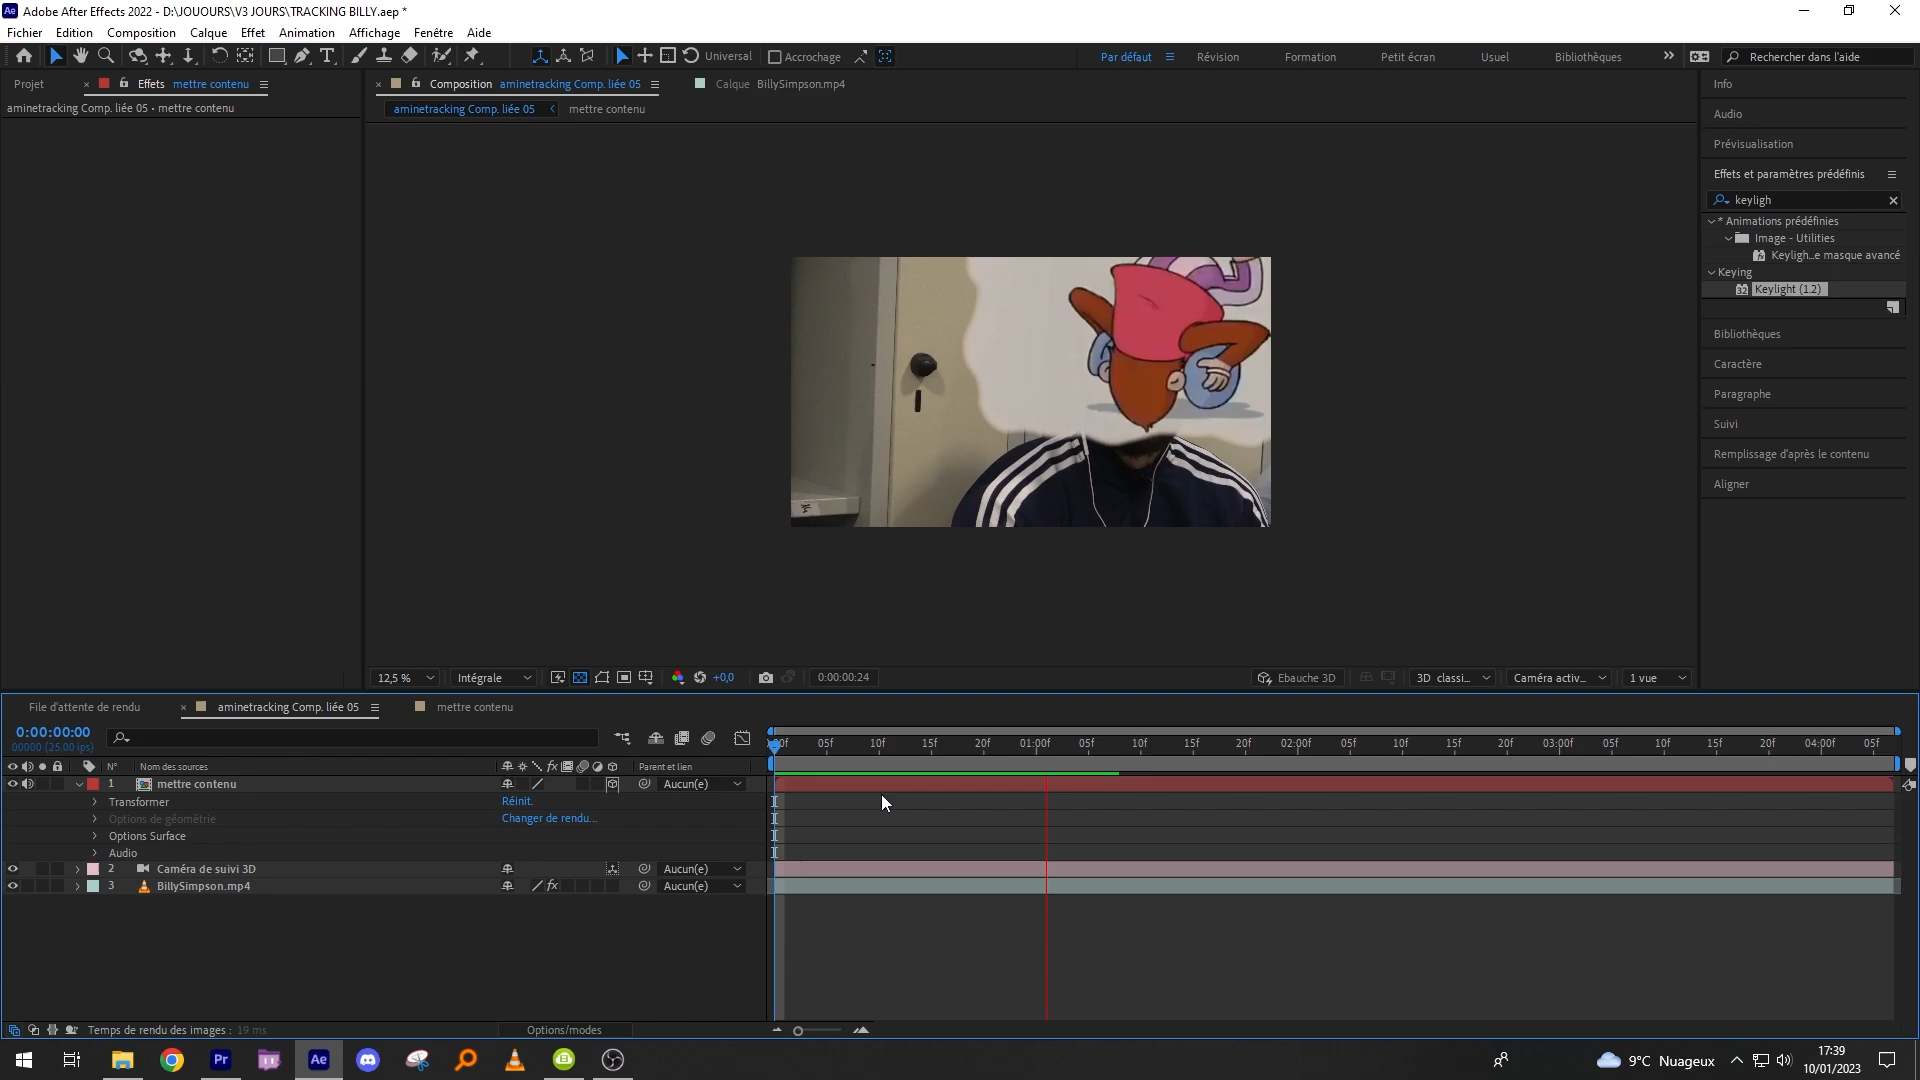 Adobe After Effects 2022 - D:\JOUOURS\V3 JOURS\TRACKING BILLY.aep *
Fichier Edition Composition Calque Effet Animation Affichage Fenêtre Aide
Universal Accrochage Par défaut Révision Formation Petit écran Usuel Bibliothèques Rechercher dans l'aide
Projet Effets mettre contenu
aminetracking Comp. liée 05 • mettre contenu
Composition aminetracking Comp. liée 05 Calque BillySimpson.mp4
aminetracking Comp. liée 05 mettre contenu
Info
Audio
Prévisualisation
Effets et paramètres prédéfinis
keyligh
* Animations prédéfinies
Image - Utilities
Keyligh...e masque avancé
Keying
Keylight (1.2)
Bibliothèques
Caractère
Paragraphe
Suivi
Remplissage d'après le contenu
Aligner
12,5 % Intégrale +0,0 0:00:00:24 Ebauche 3D 3D classi... Caméra activ... 1 vue
File d'attente de rendu aminetracking Comp. liée 05 mettre contenu
0:00:00:00
00000 (25.00 ips)
05f 10f 15f 20f 01:00f 05f 10f 15f 20f 02:00f 05f 10f 15f 20f 03:00f 05f 10f 15f 20f 04:00f 05f
N° Nom des sources Parent et lien
1 mettre contenu Aucun(e)
Transformer Réinit.
Options de géométrie Changer de rendu...
Options Surface
Audio
2 Caméra de suivi 3D Aucun(e)
3 BillySimpson.mp4 Aucun(e)
Temps de rendu des images : 19 ms Options/modes
9°C Nuageux
17:39
10/01/2023